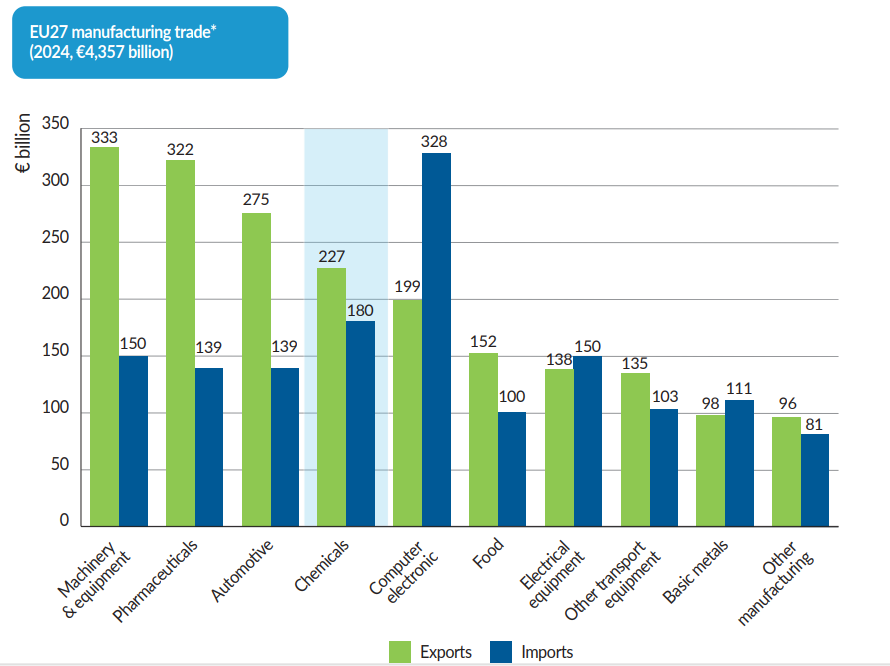 EU27 manufacturing trade*
(2024, €4,357 billion)
€ billion
350
300
250
200
150
100
50
0
333
150
322
139
275
139
227
180
199
328
152
100
138
150
135
103
98
111
96
81
Machinery
& equipment
Pharmaceuticals
Automotive
Chemicals
Computer
electronic
Food
Electrical
equipment
Other transport
equipment
Basic metals
Other
manufacturing
Exports
Imports